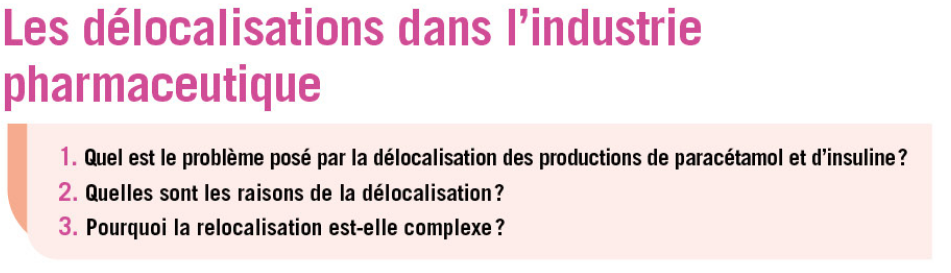 Les délocalisations dans l’industrie
pharmaceutique
1. Quel est le problème posé par la délocalisation des productions de paracétamol et d’insuline ?
2. Quelles sont les raisons de la délocalisation ?
3. Pourquoi la relocalisation est-elle complexe ?